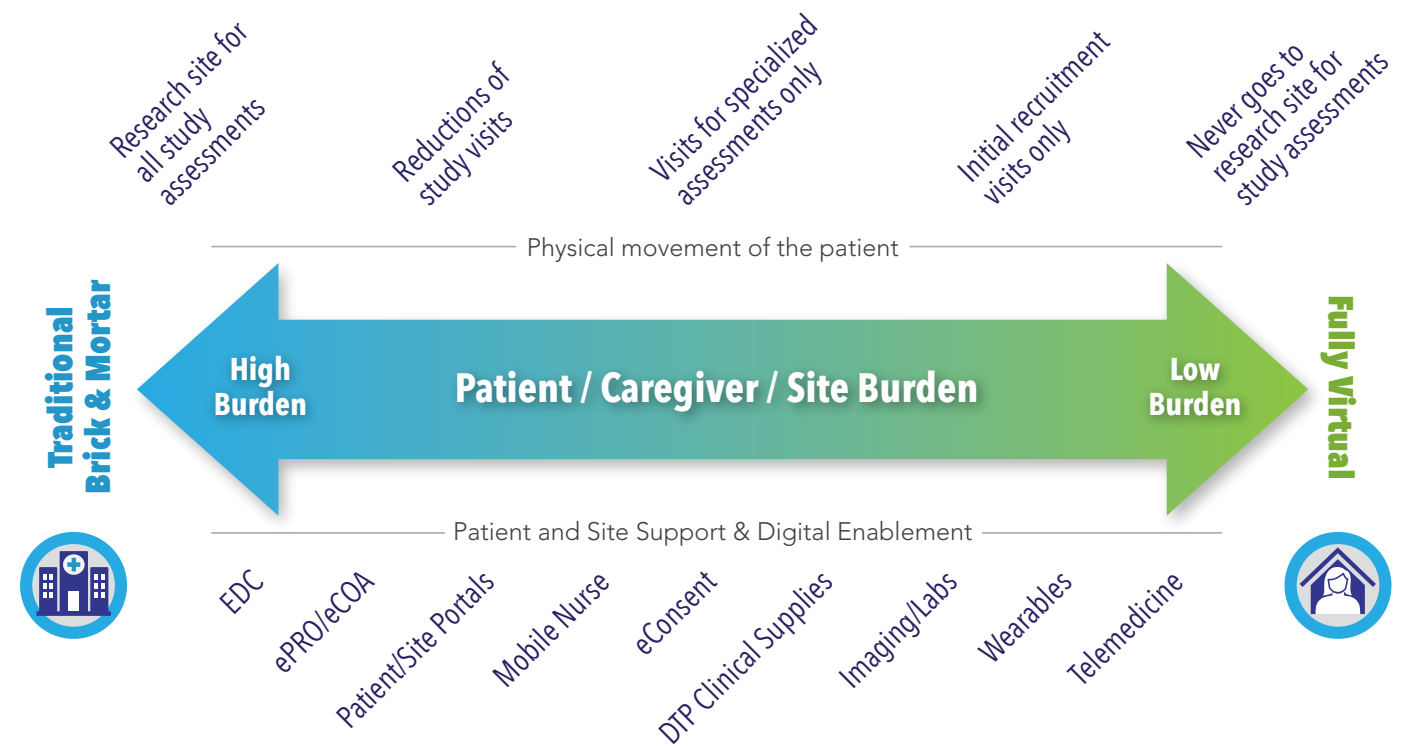 Research site for
all study
assessments
Reductions of
study visits
Visits for specialized
assessments only
Initial recruitment
visits only
Never goes to
research site for
study assessments
Physical movement of the patient
Traditional
Brick & Mortar
High
Burden
Patient / Caregiver / Site Burden
Low
Burden
Fully Virtual
Patient and Site Support & Digital Enablement
EDC
ePRO/eCOA
Patient/Site Portals
Mobile Nurse
eConsent
DTP Clinical Supplies
Imaging/Labs
Wearables
Telemedicine